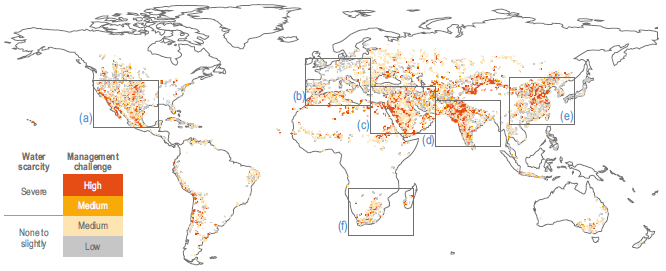 (a)
(b)
(c)
(d)
(e)
(f)
Water scarcity
Management challenge
Severe
High
Medium
None to slightly
Medium
Low